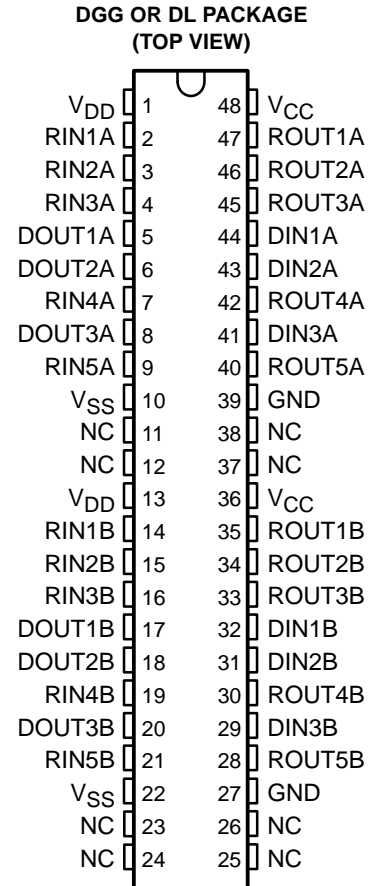 DGG OR DL PACKAGE
(TOP VIEW)
VDD 1 48 VCC
RIN1A 2 47 ROUT1A
RIN2A 3 46 ROUT2A
RIN3A 4 45 ROUT3A
DOUT1A 5 44 DIN1A
DOUT2A 6 43 DIN2A
RIN4A 7 42 ROUT4A
DOUT3A 8 41 DIN3A
RIN5A 9 40 ROUT5A
VSS 10 39 GND
NC 11 38 NC
NC 12 37 NC
VDD 13 36 VCC
RIN1B 14 35 ROUT1B
RIN2B 15 34 ROUT2B
RIN3B 16 33 ROUT3B
DOUT1B 17 32 DIN1B
DOUT2B 18 31 DIN2B
RIN4B 19 30 ROUT4B
DOUT3B 20 29 DIN3B
RIN5B 21 28 ROUT5B
VSS 22 27 GND
NC 23 26 NC
NC 24 25 NC